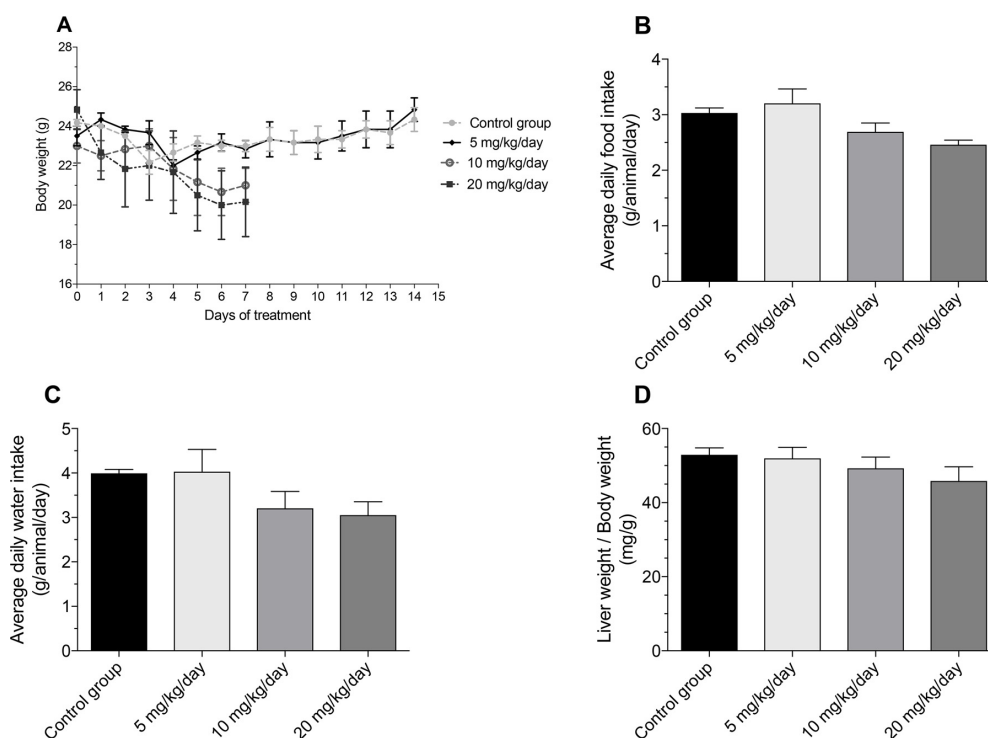 A
28
26
24
22
20
18
16
Body weight (g)
0 1 2 3 4 5 6 7 8 9 10 11 12 13 14 15
Days of treatment
Control group
5 mg/kg/day
10 mg/kg/day
20 mg/kg/day
B
4
3
2
1
0
Average daily food intake
(g/animal/day)
Control group
5 mg/kg/day
10 mg/kg/day
20 mg/kg/day
C
5
4
3
2
1
0
Average daily water intake
(g/animal/day)
Control group
5 mg/kg/day
10 mg/kg/day
20 mg/kg/day
D
60
40
20
0
Liver weight / Body weight
(mg/g)
Control group
5 mg/kg/day
10 mg/kg/day
20 mg/kg/day